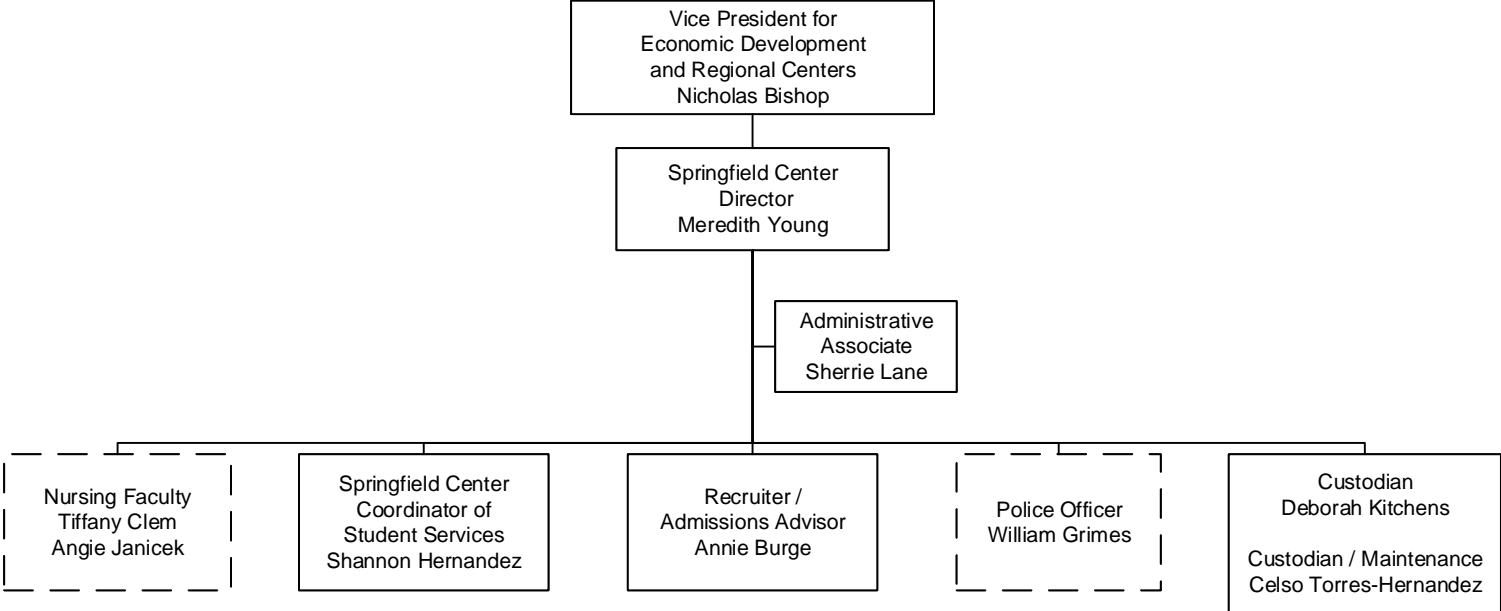 Vice President for
Economic Development
and Regional Centers
Nicholas Bishop
Springfield Center
Director
Meredith Young
Administrative
Associate
Sherrie Lane
Nursing Faculty
Tiffany Clem
Angie Janicek
Springfield Center
Coordinator of
Student Services
Shannon Hernandez
Recruiter /
Admissions Advisor
Annie Burge
Police Officer
William Grimes
Custodian
Deborah Kitchens
Custodian / Maintenance
Celso Torres-Hernandez